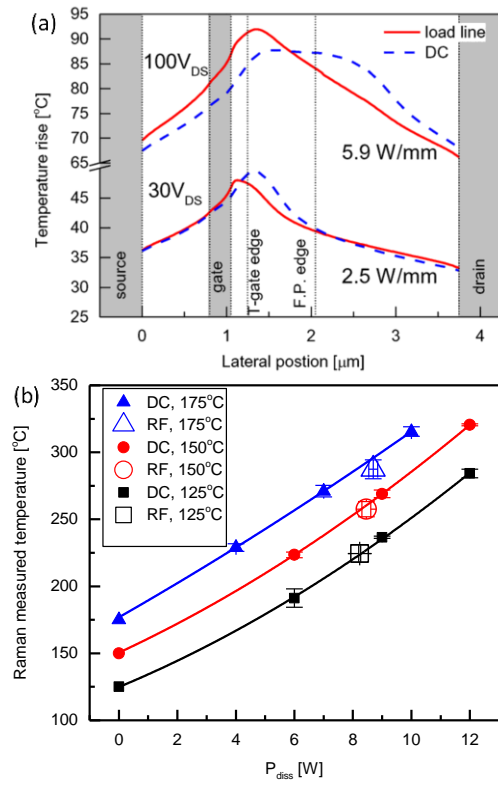 (a)
95
90
85
80
75
70
65
45
40
35
30
25
Temperature rise [°C]
100V_DS
30V_DS
load line
DC
5.9 W/mm
2.5 W/mm
source
gate
T-gate edge
F.P. edge
drain
0 1 2 3 4
Lateral postion [μm]
(b)
350
300
250
200
150
100
Raman measured temperature [°C]
DC, 175°C
RF, 175°C
DC, 150°C
RF, 150°C
DC, 125°C
RF, 125°C
0 2 4 6 8 10 12
P_diss [W]